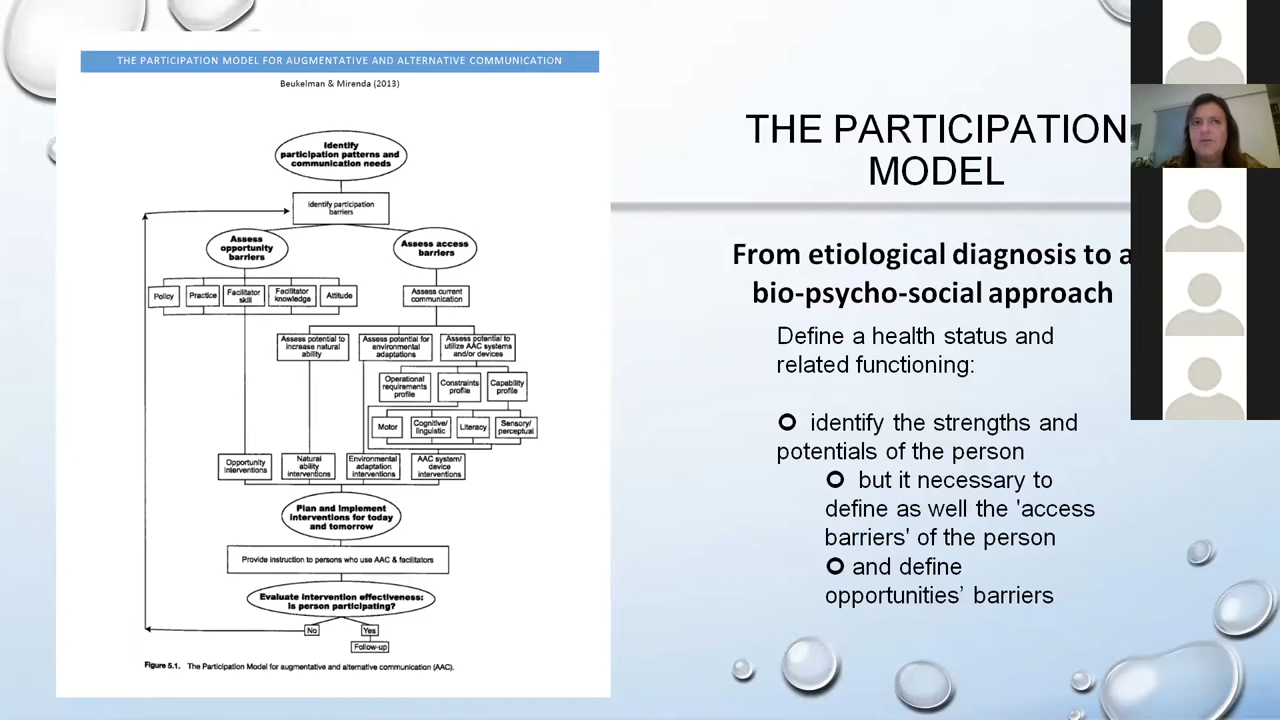 THE PARTICIPATION MODEL FOR AUGMENTATIVE AND ALTERNATIVE COMMUNICATION
Beukelman & Mirenda (2013)
Identify
participation patterns and
communication needs
Identify participation
barriers
Assess
opportunity
barriers
Assess access
barriers
Policy
Practice
Facilitator
skill
Facilitator
knowledge
Attitude
Assess current
communication
Assess potential to
increase natural
ability
Assess potential for
environmental
adaptations
Assess potential to
utilize AAC systems
and/or devices
Operational
requirements
profile
Constraints
profile
Capability
profile
Motor
Cognitive/
linguistic
Literacy
Sensory/
perceptual
Opportunity
interventions
Natural
ability
interventions
Environmental
adaptation
interventions
AAC system/
device
interventions
Plan and implement
interventions for today
and tomorrow
Provide instruction to persons who use AAC & facilitators
Evaluate intervention effectiveness:
Is person participating?
No
Yes
Follow-up
Figure 5.1. The Participation Model for augmentative and alternative communication (AAC).
THE PARTICIPATION
MODEL
From etiological diagnosis to a
bio-psycho-social approach
Define a health status and
related functioning:
identify the strengths and
potentials of the person
but it necessary to
define as well the 'access
barriers' of the person
and define
opportunities’ barriers